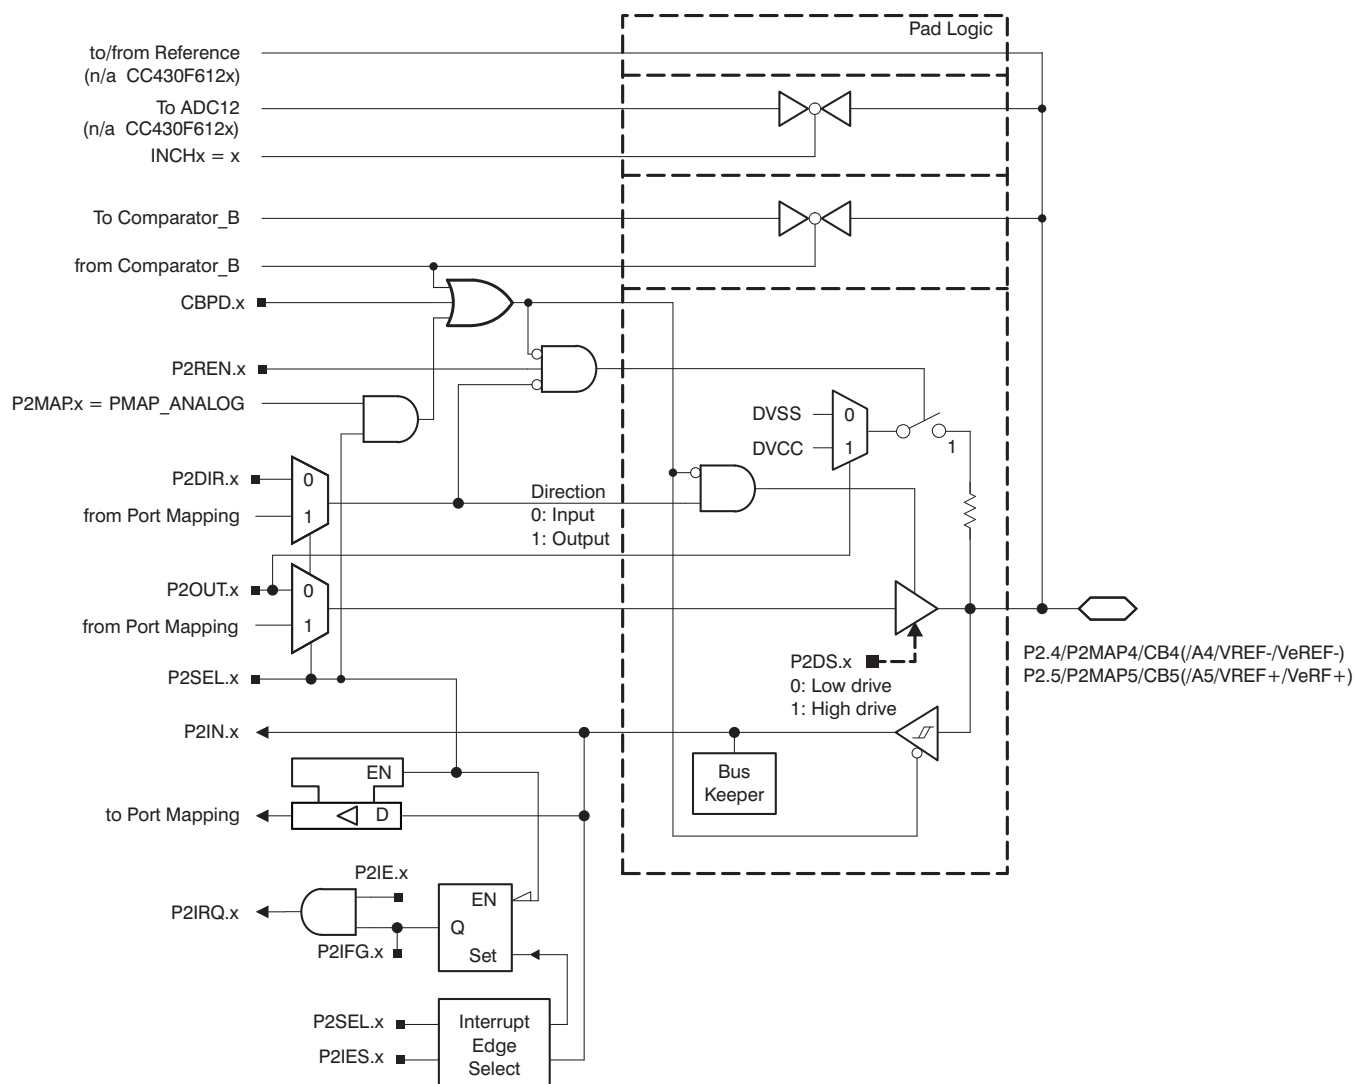 Pad Logic
to/from Reference
(n/a CC430F612x)
To ADC12
(n/a CC430F612x)
INCHx = x
To Comparator_B
from Comparator_B
CBPD.x
P2REN.x
P2MAP.x = PMAP_ANALOG
DVSS
0
DVCC
1
1
P2DIR.x
0
from Port Mapping
1
Direction
0: Input
1: Output
P2OUT.x
0
from Port Mapping
1
P2SEL.x
P2DS.x
0: Low drive
1: High drive
P2.4/P2MAP4/CB4(/A4/VREF-/VeREF-)
P2.5/P2MAP5/CB5(/A5/VREF+/VeRF+)
P2IN.x
EN
Bus
Keeper
to Port Mapping
D
P2IE.x
EN
P2IRQ.x
Q
P2IFG.x
Set
P2SEL.x
P2IES.x
Interrupt
Edge
Select